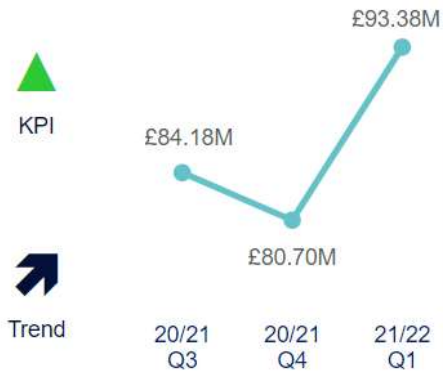 £93.38M
KPI
£84.18M
£80.70M
Trend
20/21 20/21 21/22
Q3 Q4 Q1